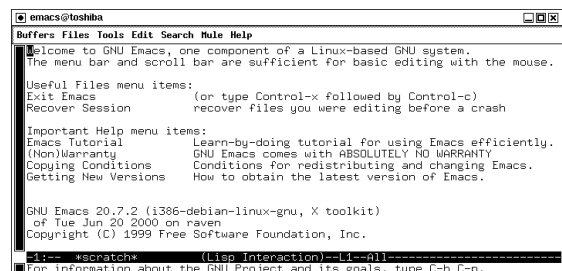 emacs@toshiba
Buffers Files Tools Edit Search Mule Help
Welcome to GNU Emacs, one component of a Linux-based GNU system.
The menu bar and scroll bar are sufficient for basic editing with the mouse.
Useful Files menu items:
Exit Emacs (or type Control-x followed by Control-c)
Recover Session recover files you were editing before a crash
Important Help menu items:
Emacs Tutorial Learn-by-doing tutorial for using Emacs efficiently.
(Non)Warranty GNU Emacs comes with ABSOLUTELY NO WARRANTY
Copying Conditions Conditions for redistributing and changing Emacs.
Getting New Versions How to obtain the latest version of Emacs.
GNU Emacs 20.7.2 (i386-debian-linux-gnu, X toolkit)
of Tue Jun 20 2000 on raven
Copyright (C) 1999 Free Software Foundation, Inc.
-1:-- *scratch* (Lisp Interaction)--L1--All------------------------
For information about the GNU Project and its goals, type C-h C-p.